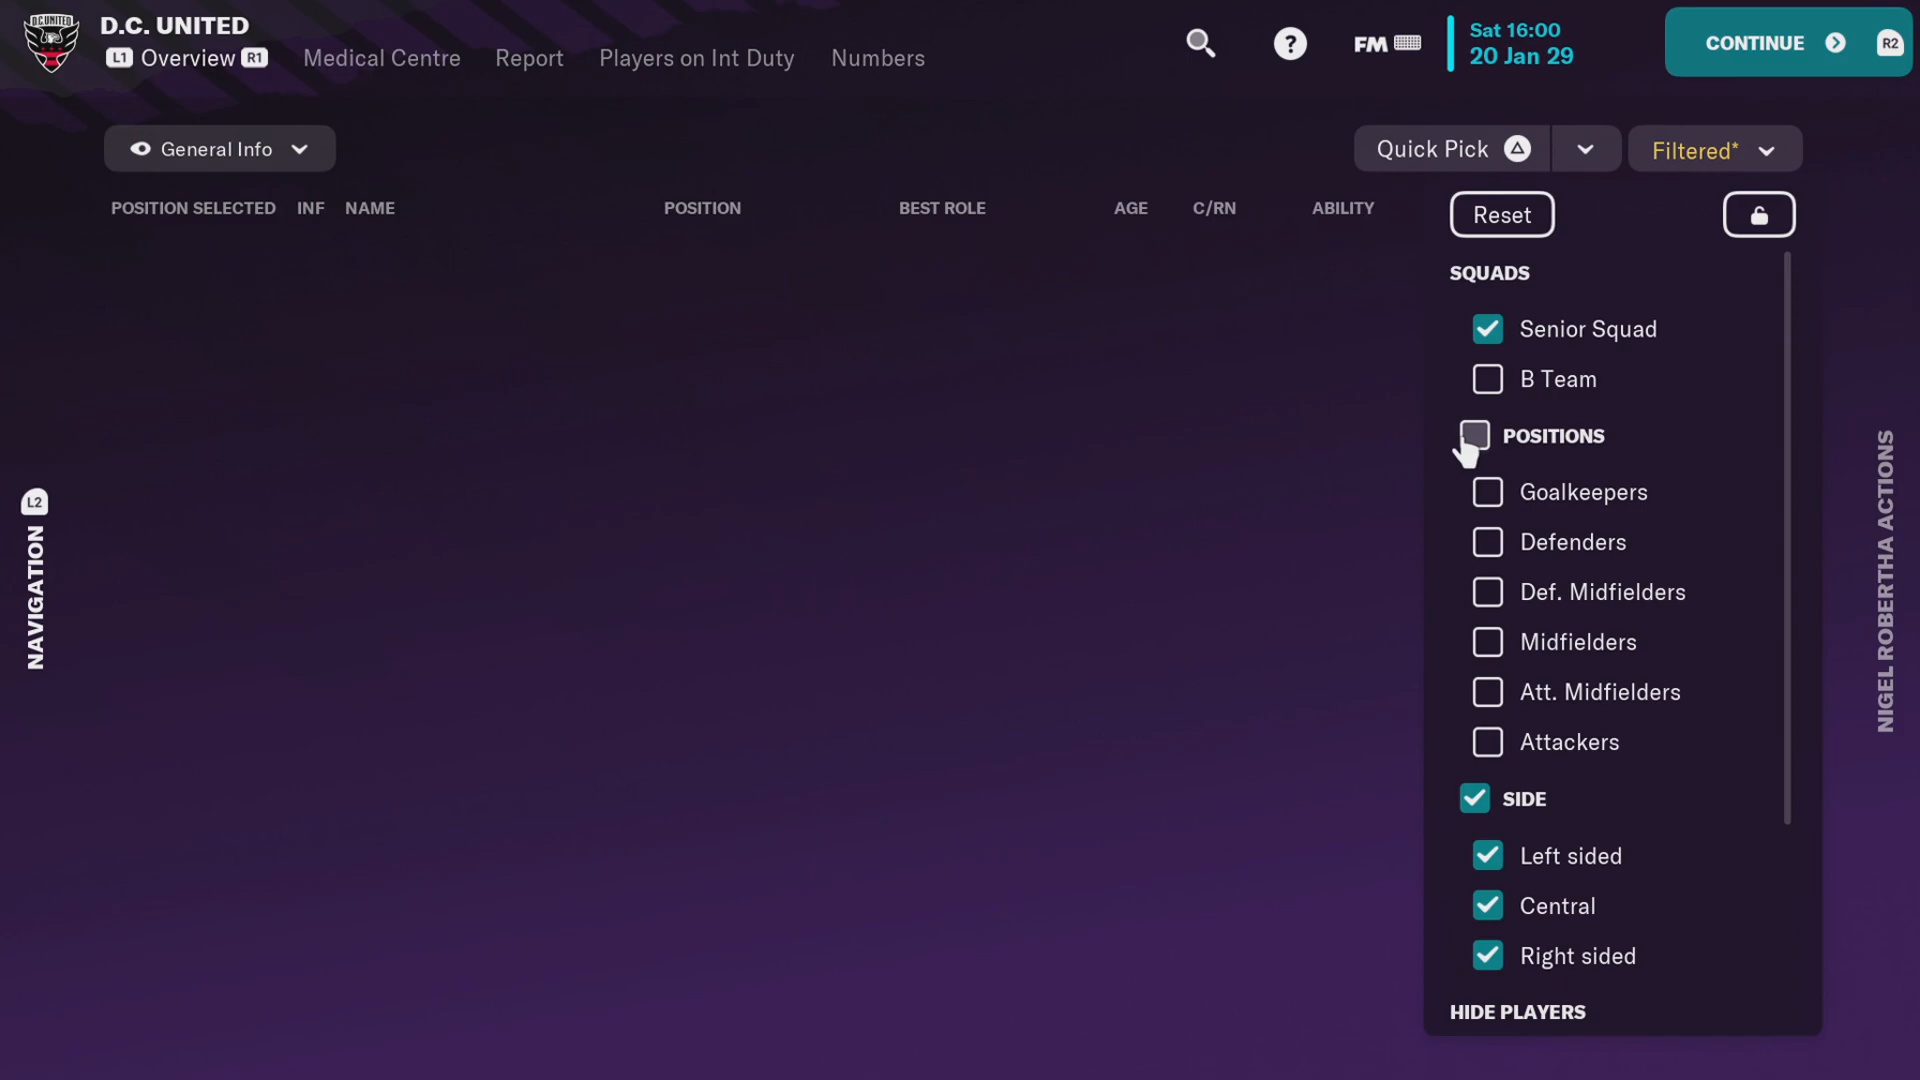 D.C. UNITED
L1 Overview R1 Medical Centre Report Players on Int Duty Numbers
? FM
Sat 16:00
20 Jan 29
CONTINUE R2
General Info
Quick Pick
Filtered*
POSITION SELECTED INF NAME POSITION BEST ROLE AGE C/RN ABILITY
Reset
SQUADS
Senior Squad
B Team
POSITIONS
Goalkeepers
Defenders
Def. Midfielders
Midfielders
Att. Midfielders
Attackers
SIDE
Left sided
Central
Right sided
HIDE PLAYERS
NAVIGATION L2
NIGEL ROBERTHA ACTIONS